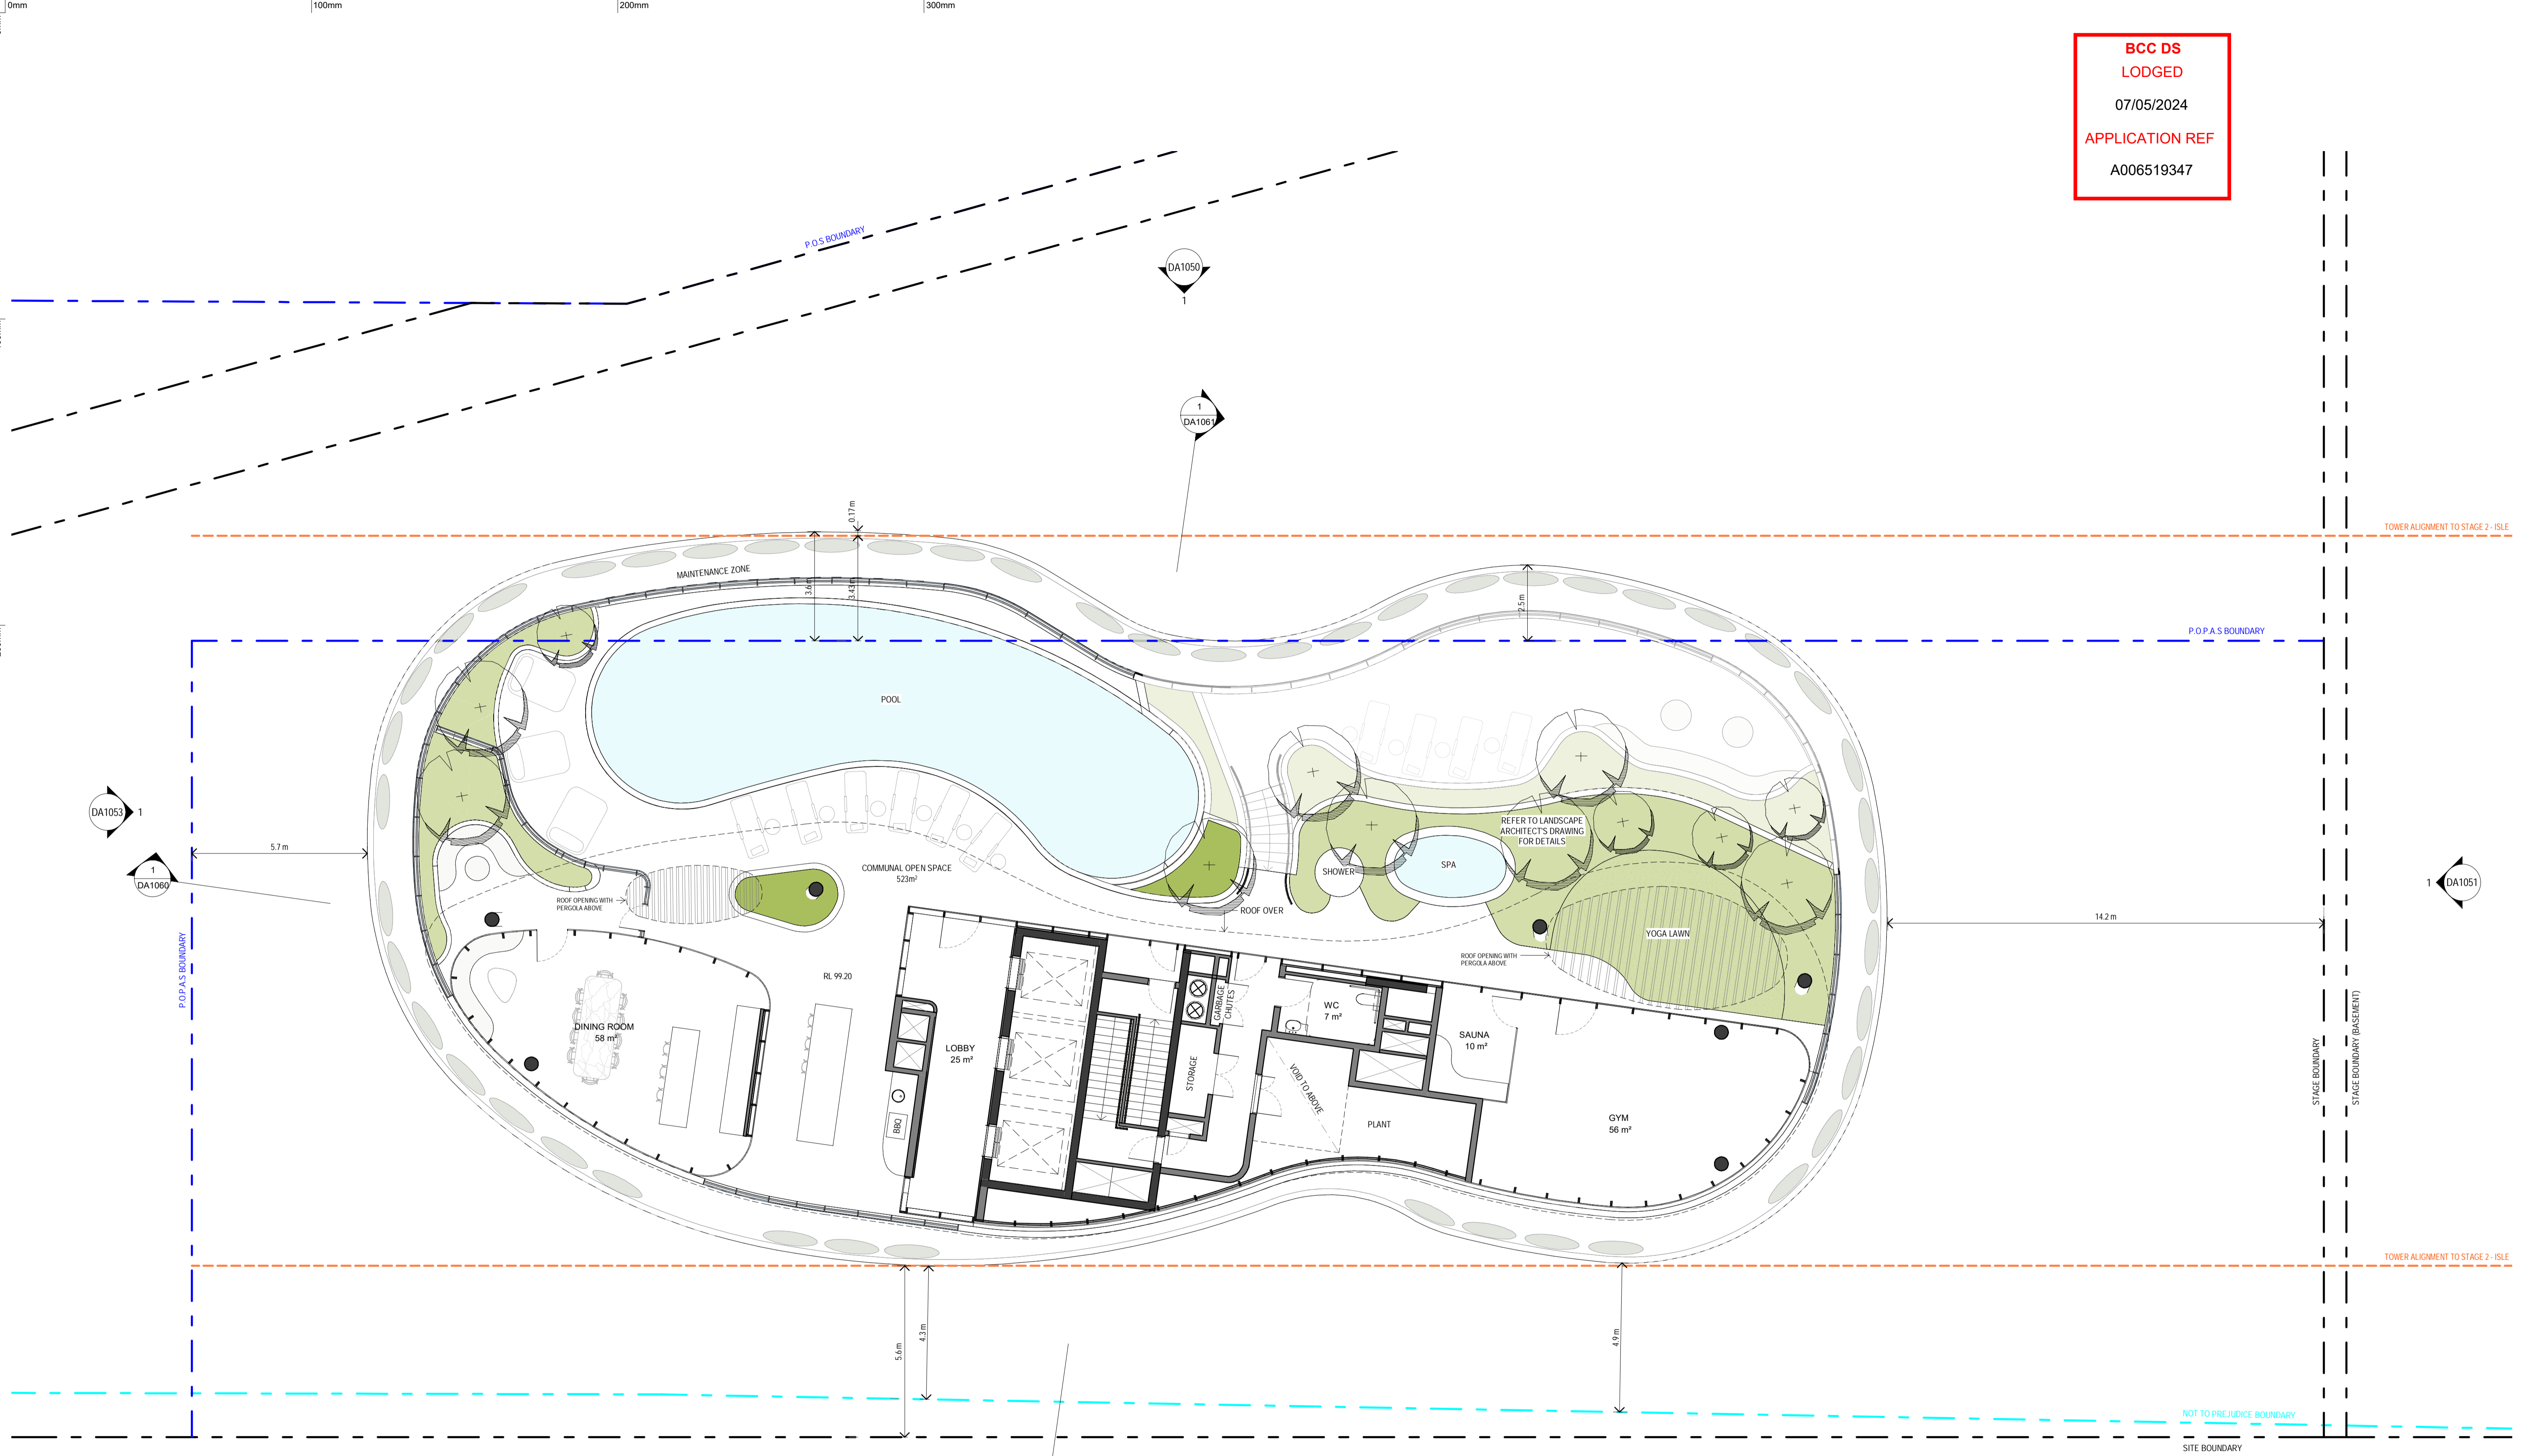 0mm
100mm
200mm
300mm
BCC DS
LODGED
07/05/2024
APPLICATION REF
A006519347
P.O.S BOUNDARY
DA1050
1
1
DA1061
0.17 m
TOWER ALIGNMENT TO STAGE 2 - ISLE
MAINTENANCE ZONE
3.6 m
3.43 m
2.5 m
P.O.P.A.S BOUNDARY
POOL
DA1053
1
5.7 m
1
DA1060
COMMUNAL OPEN SPACE
523m²
REFER TO LANDSCAPE
ARCHITECT'S DRAWING
FOR DETAILS
SPA
SHOWER
1
DA1051
ROOF OPENING WITH
PERGOLA ABOVE
ROOF OVER
14.2 m
YOGA LAWN
ROOF OPENING WITH
PERGOLA ABOVE
P.O.P.A.S BOUNDARY
RL 99.20
GARBAGE
CHUTES
WC
7 m²
DINING ROOM
58 m²
LOBBY
25 m²
SAUNA
10 m²
STORAGE
VOID TO ABOVE
STAGE BOUNDARY
STAGE BOUNDARY (BASEMENT)
BBQ
PLANT
GYM
56 m²
TOWER ALIGNMENT TO STAGE 2 - ISLE
5.6 m
4.3 m
4.9 m
NOT TO PREJUDICE BOUNDARY
SITE BOUNDARY